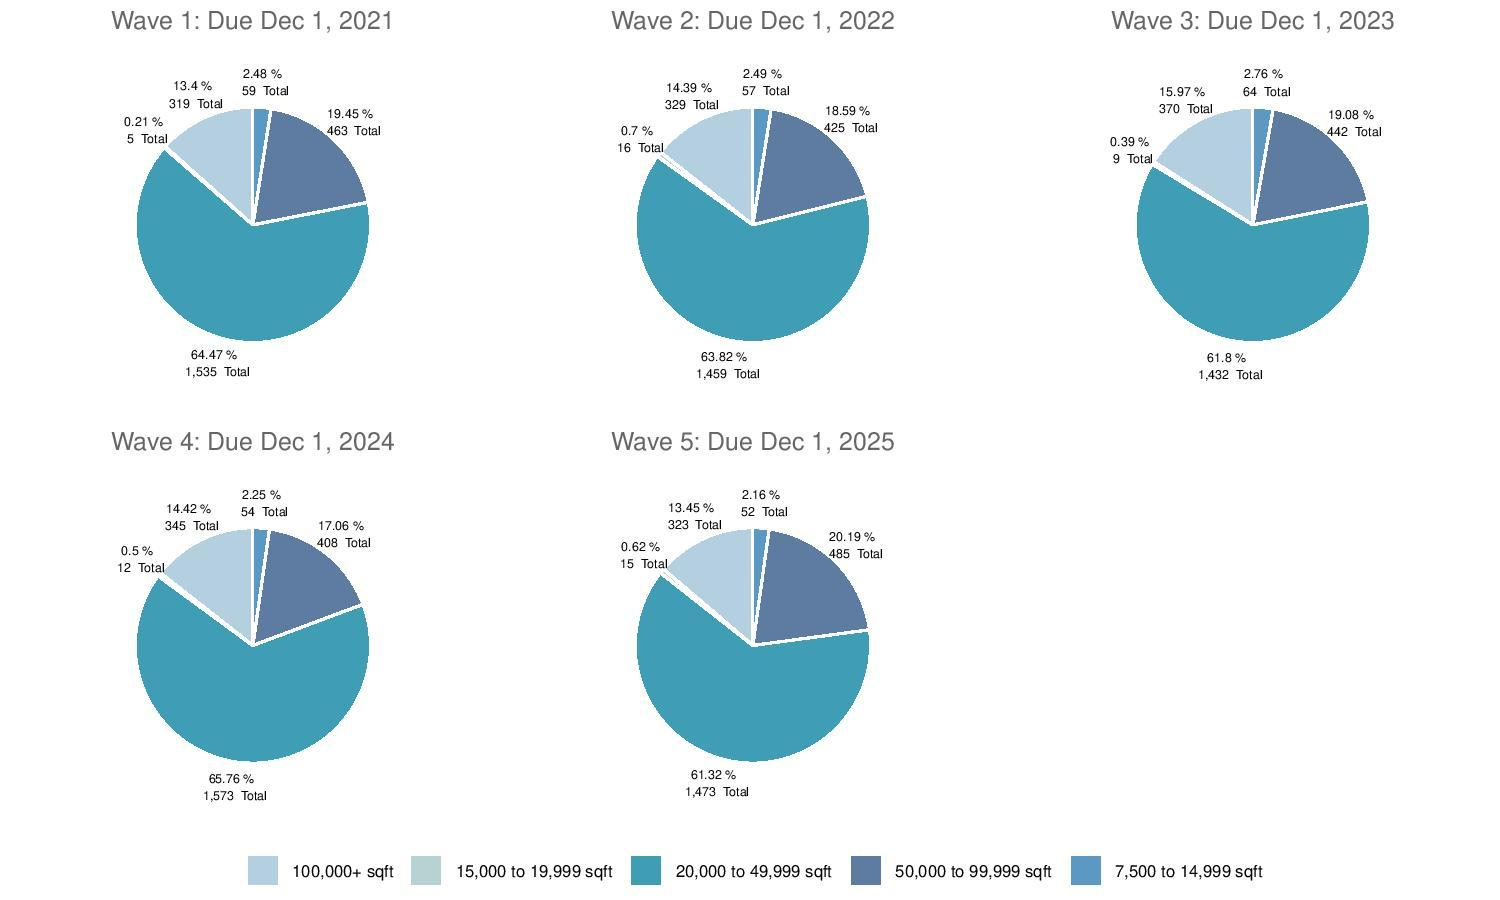 Wave 1: Due Dec 1, 2021
2.48 %
59 Total
13.4 %
319 Total
0.21 %
5 Total
19.45 %
463 Total
64.47 %
1,535 Total
Wave 2: Due Dec 1, 2022
2.49 %
57 Total
14.39 %
329 Total
0.7 %
16 Total
18.59 %
425 Total
63.82 %
1,459 Total
Wave 3: Due Dec 1, 2023
2.76 %
64 Total
15.97 %
370 Total
0.39 %
9 Total
19.08 %
442 Total
61.8 %
1,432 Total
Wave 4: Due Dec 1, 2024
2.25 %
54 Total
14.42 %
345 Total
0.5 %
12 Total
17.06 %
408 Total
65.76 %
1,573 Total
Wave 5: Due Dec 1, 2025
2.16 %
52 Total
13.45 %
323 Total
0.62 %
15 Total
20.19 %
485 Total
61.32 %
1,473 Total
100,000+ sqft
15,000 to 19,999 sqft
20,000 to 49,999 sqft
50,000 to 99,999 sqft
7,500 to 14,999 sqft